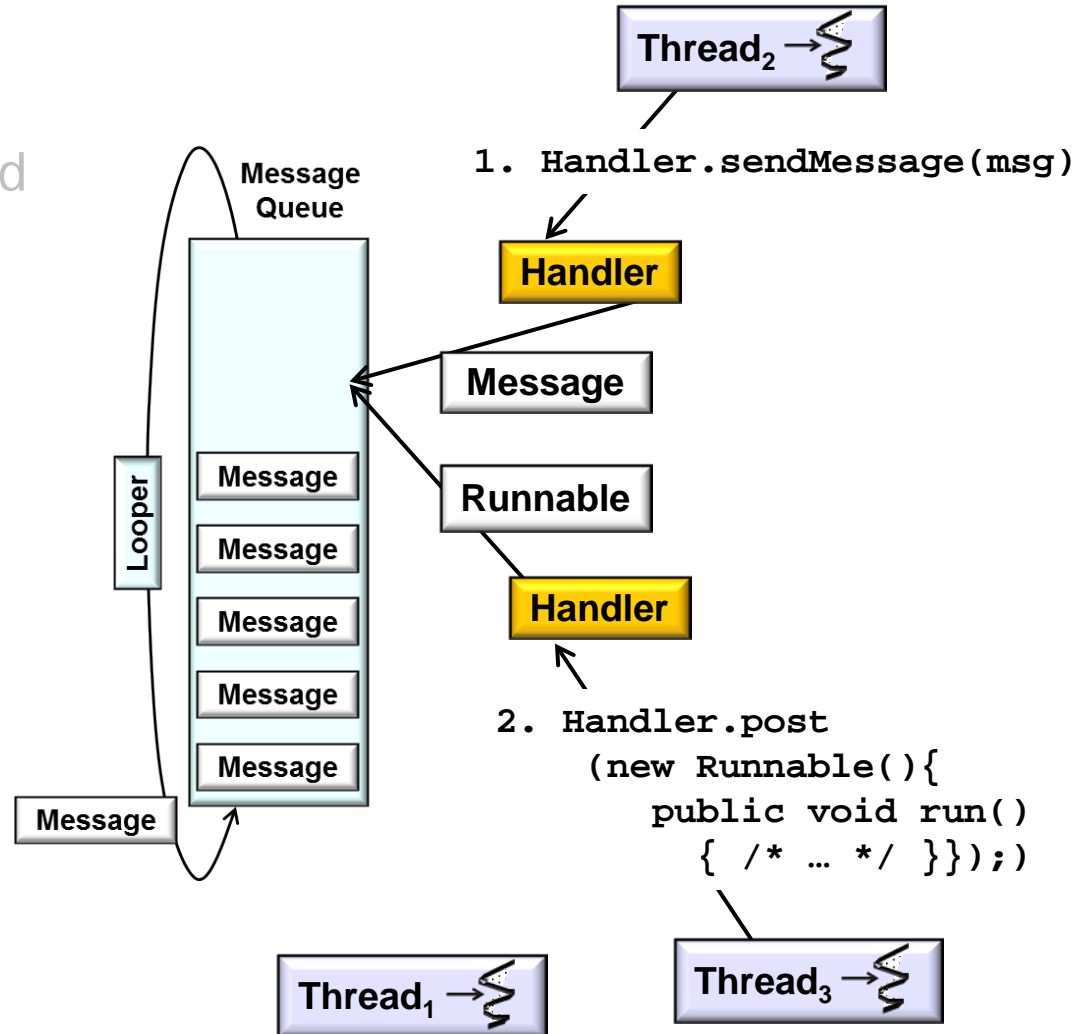 Thread2
d
1. Handler.sendMessage(msg)
Message
Queue
Handler
Message
Looper
Message
Runnable
Message
Message
Handler
Message
2. Handler.post
(new Runnable(){
Message
public void run()
Message
{ /* … */ }});)
Thread1
Thread3